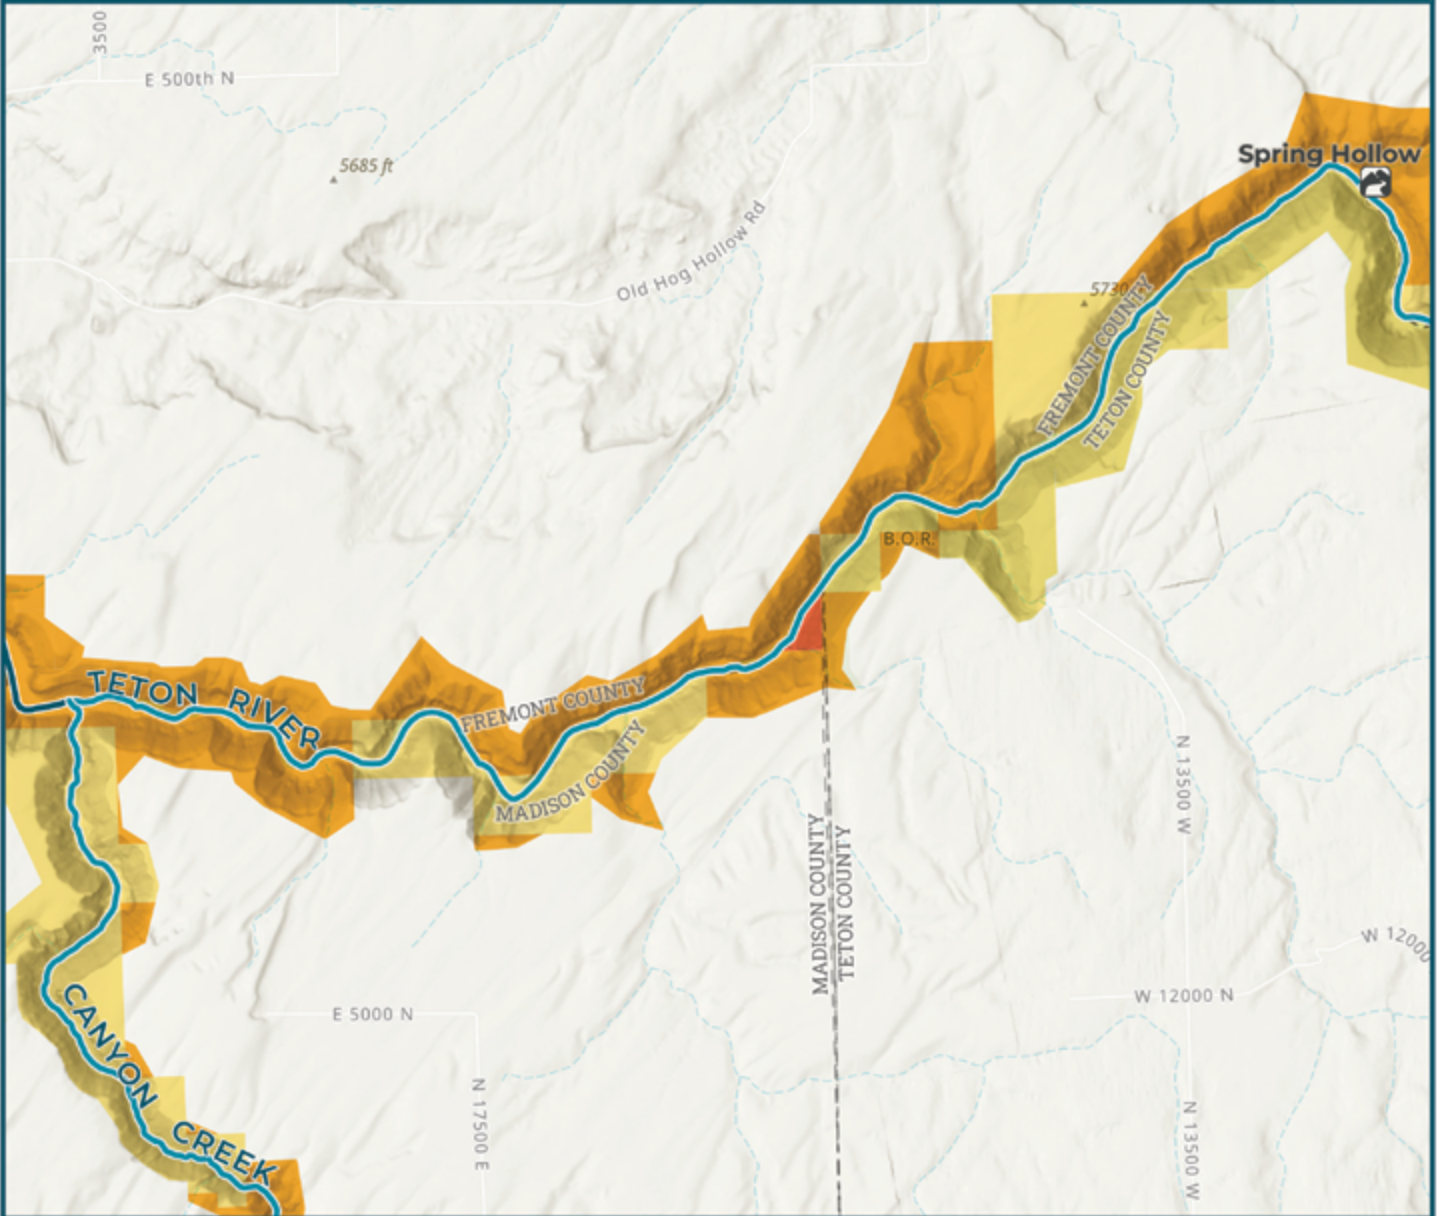 3500
E 500th N
5685 ft
Spring Hollow
Old Hog Hollow Rd
5730
FREMONT COUNTY
TETON COUNTY
B.O.R.
TETON RIVER
FREMONT COUNTY
MADISON COUNTY
N 13500 W
MADISON COUNTY
TETON COUNTY
W 12000
W 12000 N
CANYON CREEK
E 5000 N
N 17500 E
N 13500 W